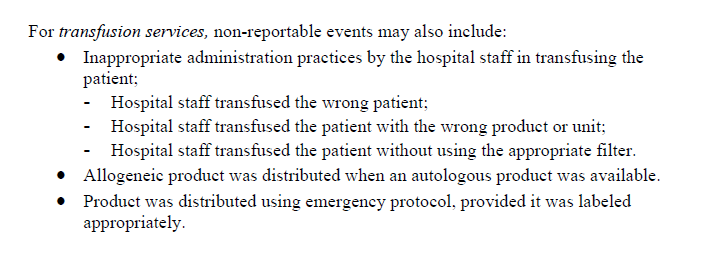 For transfusion services, non-reportable events may also include:
● Inappropriate administration practices by the hospital staff in transfusing the
patient;
- Hospital staff transfused the wrong patient;
- Hospital staff transfused the patient with the wrong product or unit;
- Hospital staff transfused the patient without using the appropriate filter.
● Allogeneic product was distributed when an autologous product was available.
● Product was distributed using emergency protocol, provided it was labeled
appropriately.